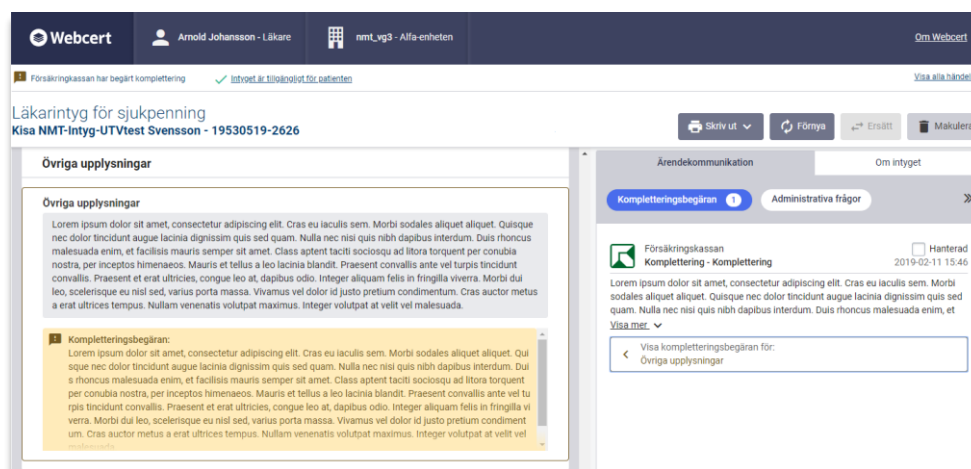 Webcert
Arnold Johansson - Läkare
nmt_vg3 - Alfa-enheten
Om Webcert
Försäkringkassan har begärt komplettering
Intyget är tillgängligt för patienten
Visa alla händel
Läkarintyg för sjukpenning
Kisa NMT-Intyg-UTVtest Svensson - 19530519-2626
Skriv ut
Förnya
Ersätt
Makulera
Övriga upplysningar
Övriga upplysningar
Lorem ipsum dolor sit amet, consectetur adipiscing elit. Cras eu iaculis sem. Morbi sodales aliquet aliquet. Quisque
nec dolor tincidunt augue lacinia dignissim quis sed quam. Nulla nec nisi quis nibh dapibus interdum. Duis rhoncus
malesuada enim, et facilisis mauris semper sit amet. Class aptent taciti sociosqu ad litora torquent per conubia
nostra, per inceptos himenaeos. Mauris et tellus a leo lacinia blandit. Praesent convallis ante vel turpis tincidunt
convallis. Praesent et erat ultricies, congue leo at, dapibus odio. Integer aliquam felis in fringilla viverra. Morbi dui
leo, scelerisque eu nisl sed, varius porta massa. Vivamus vel dolor id justo pretium condimentum. Cras auctor metus
a erat ultrices tempus. Nullam venenatis volutpat maximus. Integer volutpat at velit vel malesuada.
Kompletteringsbegäran:
Lorem ipsum dolor sit amet, consectetur adipiscing elit. Cras eu iaculis sem. Morbi sodales aliquet aliquet. Qui
sque nec dolor tincidunt augue lacinia dignissim quis sed quam. Nulla nec nisi quis nibh dapibus interdum. Dui
s rhoncus malesuada enim, et facilisis mauris semper sit amet. Class aptent taciti sociosqu ad litora torquent
per conubia nostra, per inceptos himenaeos. Mauris et tellus a leo lacinia blandit. Praesent convallis ante vel tu
rpis tincidunt convallis. Praesent et erat ultricies, congue leo at, dapibus odio. Integer aliquam felis in fringilla vi
verra. Morbi dui leo, scelerisque eu nisl sed, varius porta massa. Vivamus vel dolor id justo pretium condiment
um. Cras auctor metus a erat ultrices tempus. Nullam venenatis volutpat maximus. Integer volutpat at velit vel
malesuada.
Ärendekommunikation
Om intyget
Kompletteringsbegäran 1
Administrativa frågor
Försäkringskassan
Hanterad
Komplettering - Komplettering
2019-02-11 15:46
Lorem ipsum dolor sit amet, consectetur adipiscing elit. Cras eu iaculis sem. Morbi
sodales aliquet aliquet. Quisque nec dolor tincidunt augue lacinia dignissim quis sed
quam. Nulla nec nisi quis nibh dapibus interdum. Duis rhoncus malesuada enim, et
Visa mer
Visa kompletteringsbegäran för:
Övriga upplysningar